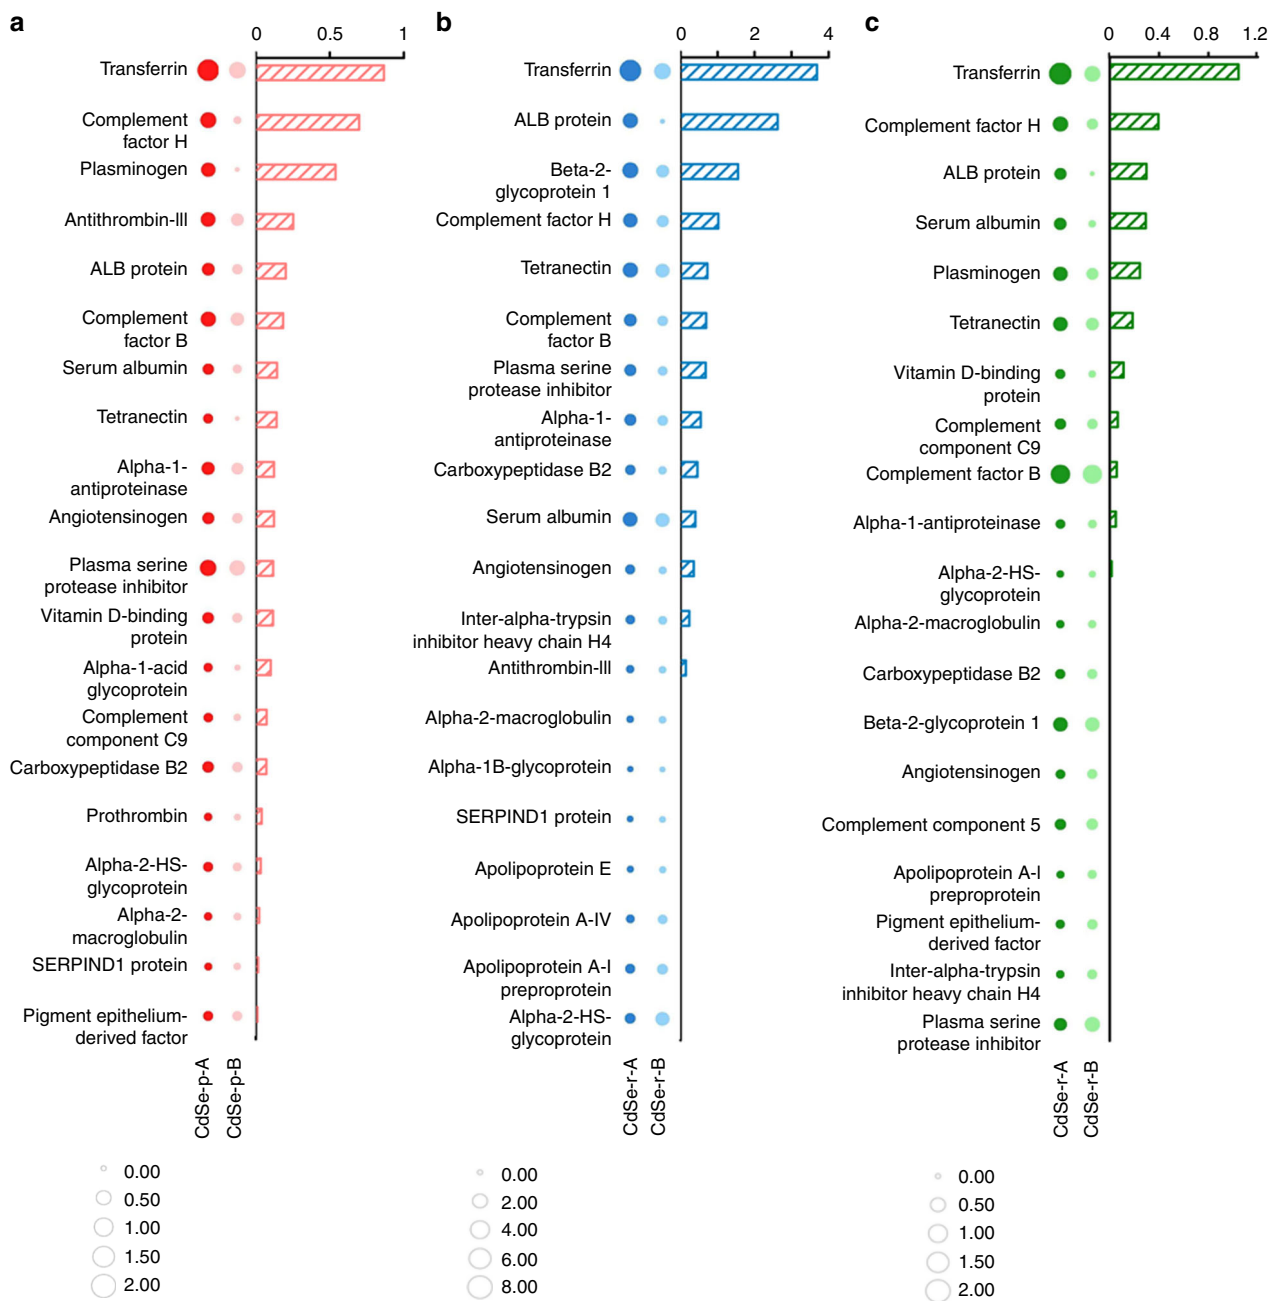 a
0 0.5 1
Transferrin
Complement
factor H
Plasminogen
Antithrombin-III
ALB protein
Complement
factor B
Serum albumin
Tetranectin
Alpha-1-
antiproteinase
Angiotensinogen
Plasma serine
protease inhibitor
Vitamin D-binding
protein
Alpha-1-acid
glycoprotein
Complement
component C9
Carboxypeptidase B2
Prothrombin
Alpha-2-HS-
glycoprotein
Alpha-2-
macroglobulin
SERPIND1 protein
Pigment epithelium-
derived factor
CdSe-p-A
CdSe-p-B
0.00
0.50
1.00
1.50
2.00
b
0 2 4
Transferrin
ALB protein
Beta-2-
glycoprotein 1
Complement factor H
Tetranectin
Complement
factor B
Plasma serine
protease inhibitor
Alpha-1-
antiproteinase
Carboxypeptidase B2
Serum albumin
Angiotensinogen
Inter-alpha-trypsin
inhibitor heavy chain H4
Antithrombin-III
Alpha-2-macroglobulin
Alpha-1B-glycoprotein
SERPIND1 protein
Apolipoprotein E
Apolipoprotein A-IV
Apolipoprotein A-I
preproprotein
Alpha-2-HS-
glycoprotein
CdSe-r-A
CdSe-r-B
0.00
2.00
4.00
6.00
8.00
c
0 0.4 0.8 1.2
Transferrin
Complement factor H
ALB protein
Serum albumin
Plasminogen
Tetranectin
Vitamin D-binding
protein
Complement
component C9
Complement factor B
Alpha-1-antiproteinase
Alpha-2-HS-
glycoprotein
Alpha-2-macroglobulin
Carboxypeptidase B2
Beta-2-glycoprotein 1
Angiotensinogen
Complement component 5
Apolipoprotein A-I
preproprotein
Pigment epithelium-
derived factor
Inter-alpha-trypsin
inhibitor heavy chain H4
Plasma serine
protease inhibitor
CdSe-r-A
CdSe-r-B
0.00
0.50
1.00
1.50
2.00